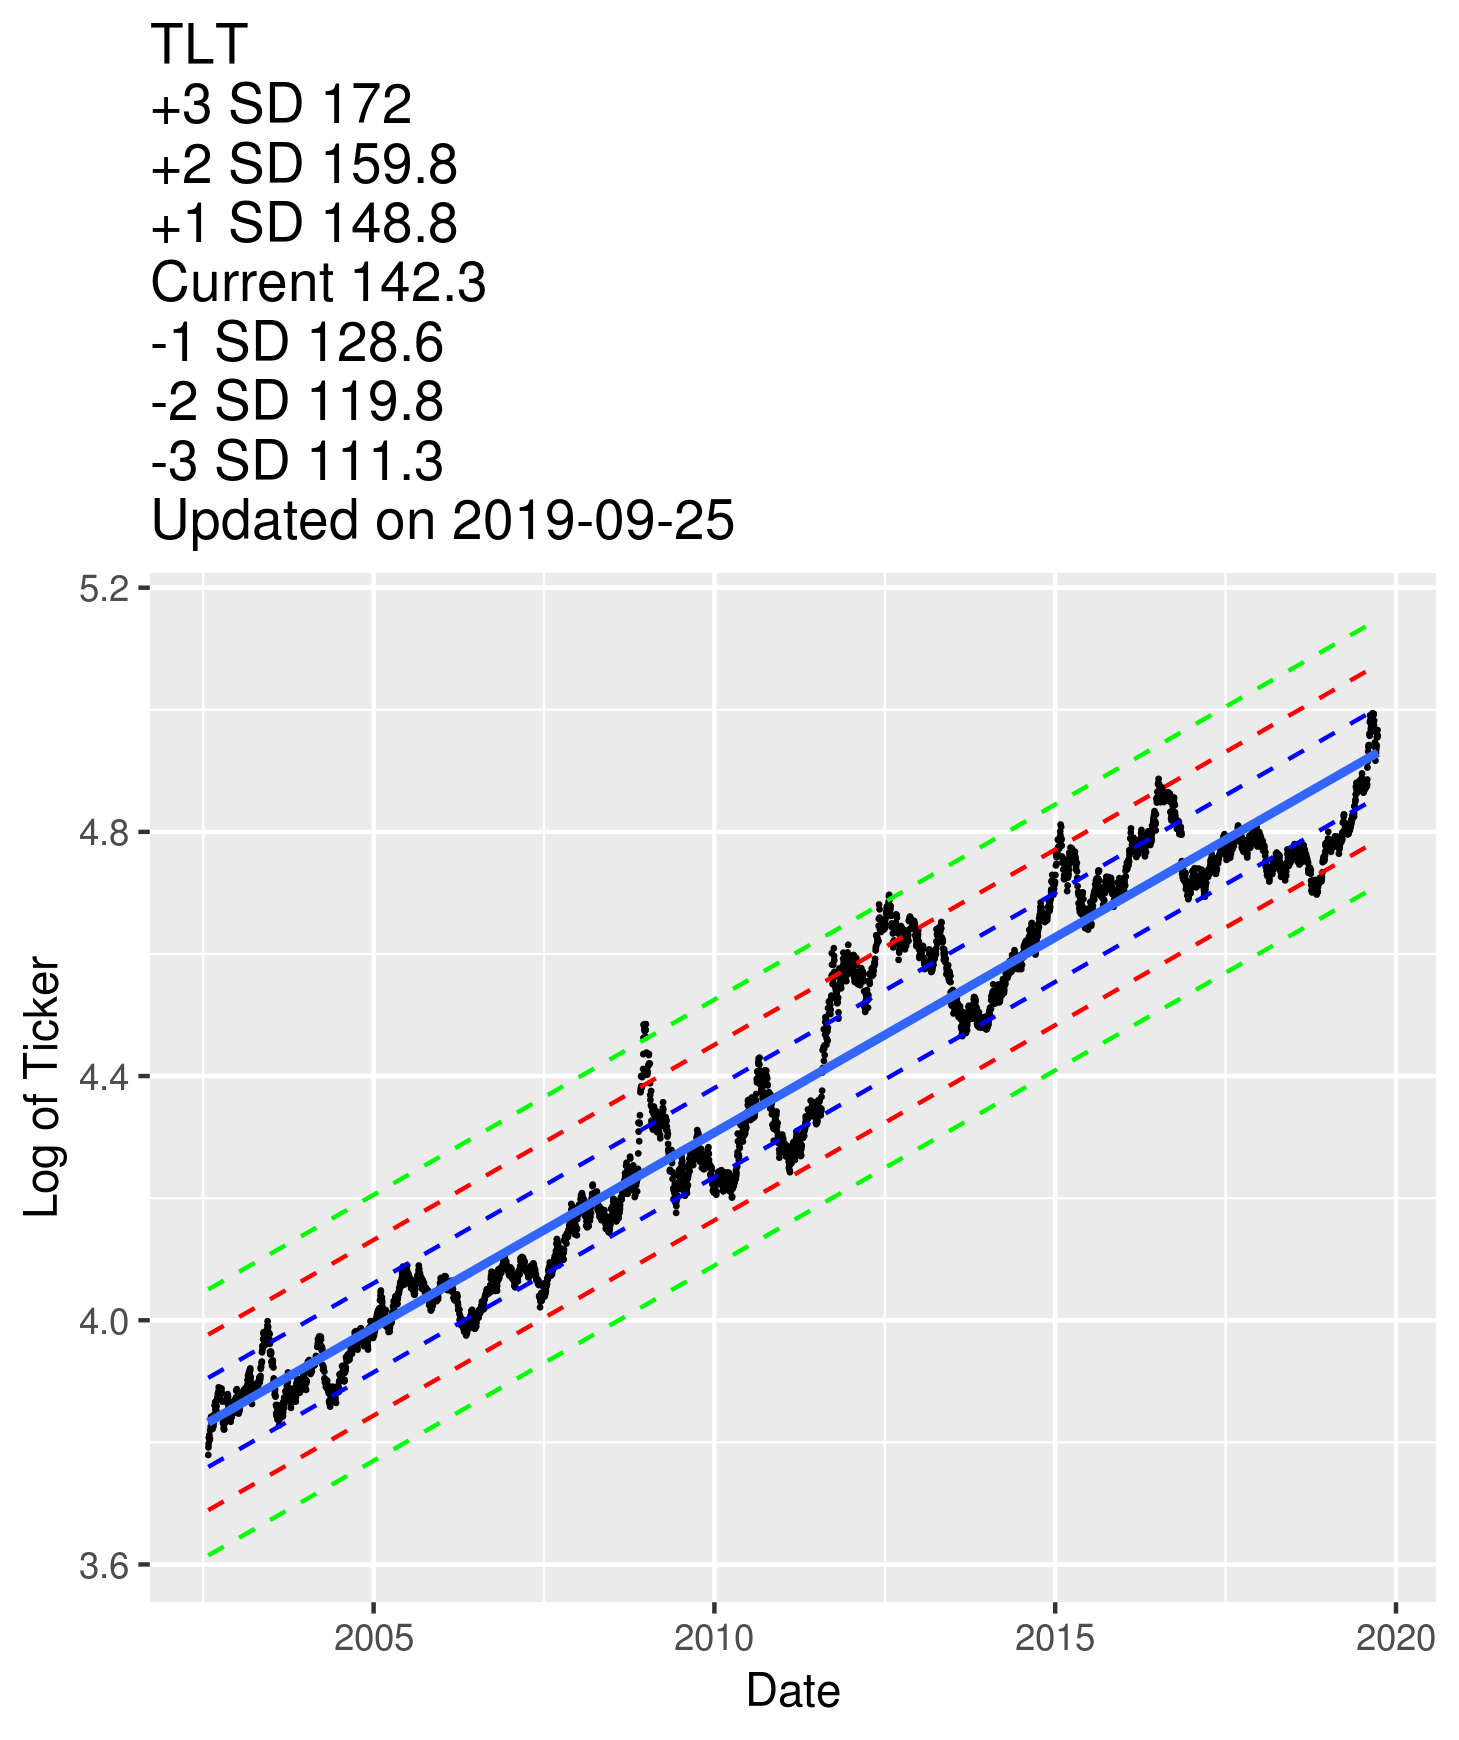 TLT
+3 SD 172
+2 SD 159.8
+1 SD 148.8
Current 142.3
-1 SD 128.6
-2 SD 119.8
-3 SD 111.3
Updated on 2019-09-25
5.2
4.8
4.4
4.0
3.6
Log of Ticker
2005
2010
2015
2020
Date